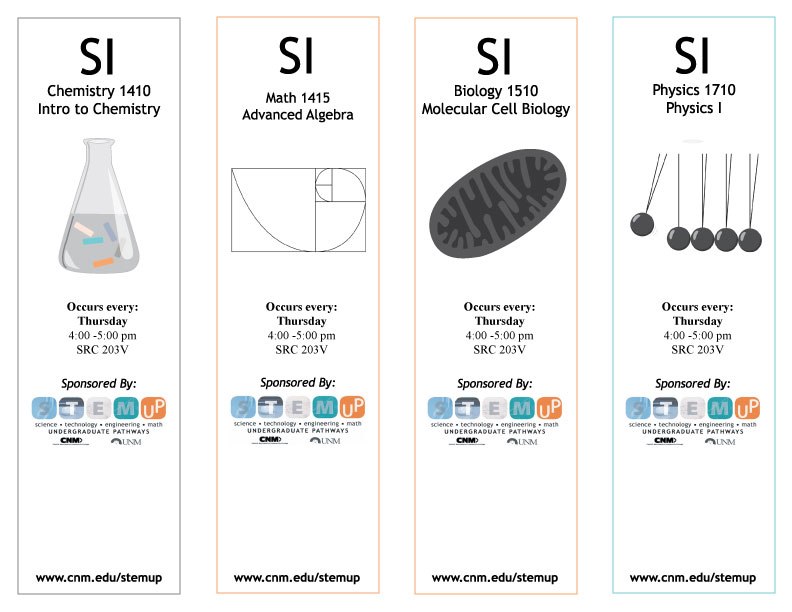 SI
Chemistry 1410
Intro to Chemistry
Occurs every:
Thursday
4:00 -5:00 pm
SRC 203V
Sponsored By:
STEM UP
science • technology • engineering • math
UNDERGRADUATE PATHWAYS
CNM UNM
www.cnm.edu/stemup
SI
Math 1415
Advanced Algebra
Occurs every:
Thursday
4:00 -5:00 pm
SRC 203V
Sponsored By:
STEM UP
science • technology • engineering • math
UNDERGRADUATE PATHWAYS
CNM UNM
www.cnm.edu/stemup
SI
Biology 1510
Molecular Cell Biology
Occurs every:
Thursday
4:00 -5:00 pm
SRC 203V
Sponsored By:
STEM UP
science • technology • engineering • math
UNDERGRADUATE PATHWAYS
CNM UNM
www.cnm.edu/stemup
SI
Physics 1710
Physics I
Occurs every:
Thursday
4:00 -5:00 pm
SRC 203V
Sponsored By:
STEM UP
science • technology • engineering • math
UNDERGRADUATE PATHWAYS
CNM UNM
www.cnm.edu/stemup